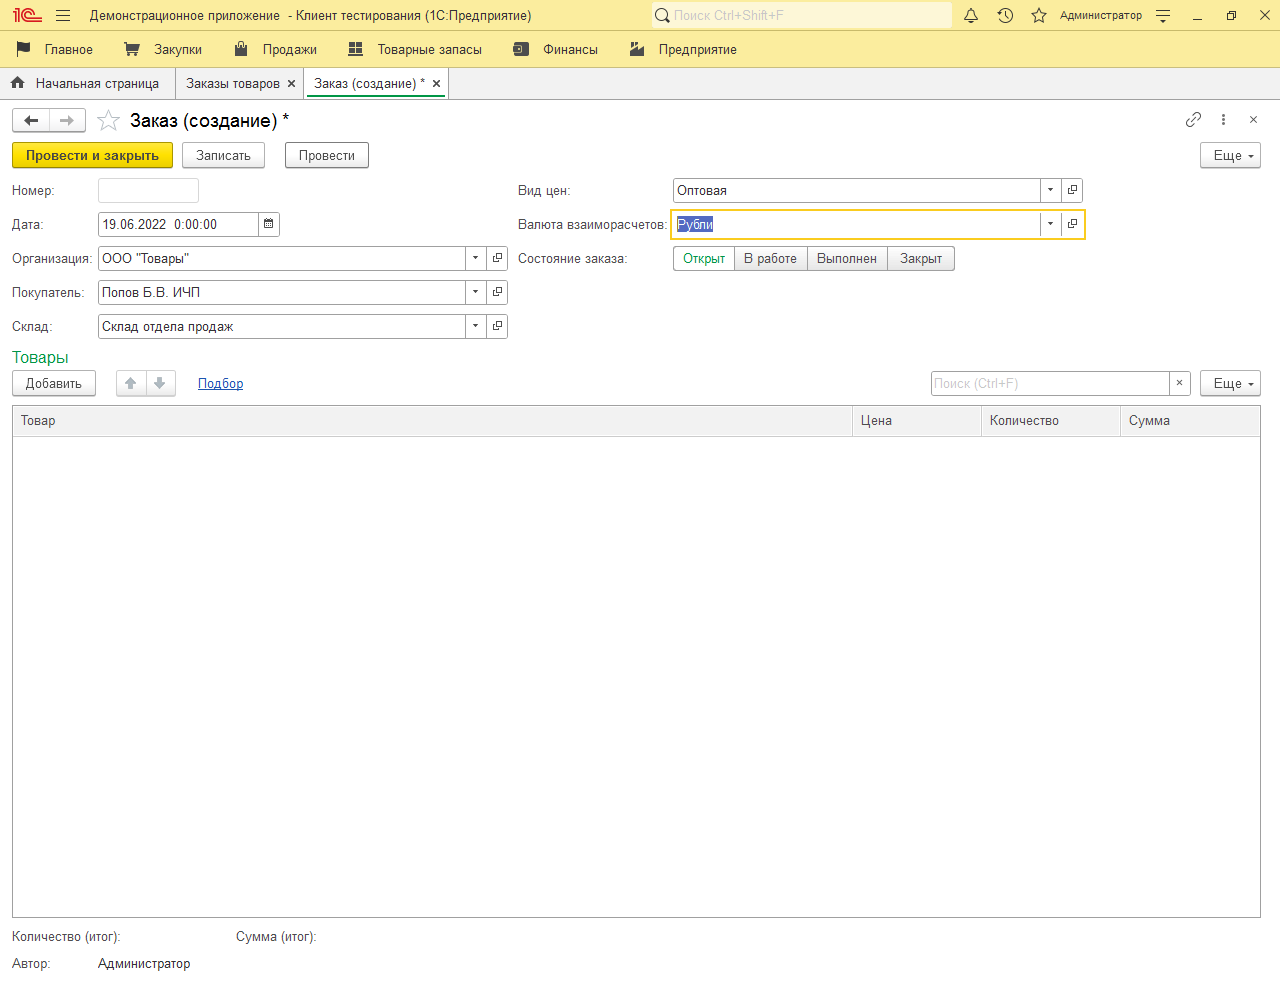 1С Демонстрационное приложение - Клиент тестирования (1С:Предприятие) Поиск Ctrl+Shift+F Администратор
Главное Закупки Продажи Товарные запасы Финансы Предприятие
Начальная страница Заказы товаров Заказ (создание) *
Заказ (создание) *
Провести и закрыть Записать Провести Еще
Номер: Вид цен: Оптовая
Дата: 19.06.2022 0:00:00 Валюта взаиморасчетов: Рубли
Организация: ООО "Товары" Состояние заказа: Открыт В работе Выполнен Закрыт
Покупатель: Попов Б.В. ИЧП
Склад: Склад отдела продаж
Товары
Добавить Подбор Поиск (Ctrl+F) Еще
Товар Цена Количество Сумма
Количество (итог): Сумма (итог):
Автор: Администратор